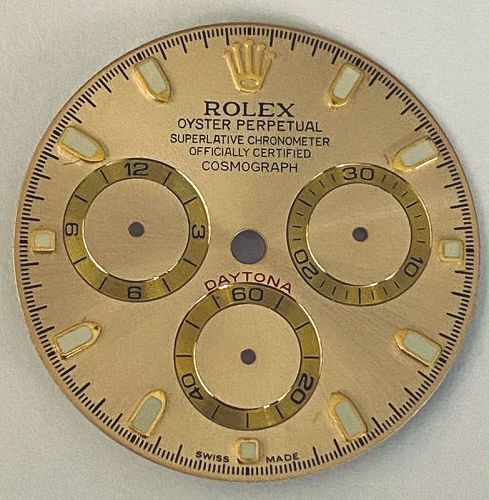 ROLEX
OYSTER PERPETUAL
SUPERLATIVE CHRONOMETER
OFFICIALLY CERTIFIED
COSMOGRAPH
12
3
6
9
30
10
20
DAYTONA
60
20
40
SWISS MADE